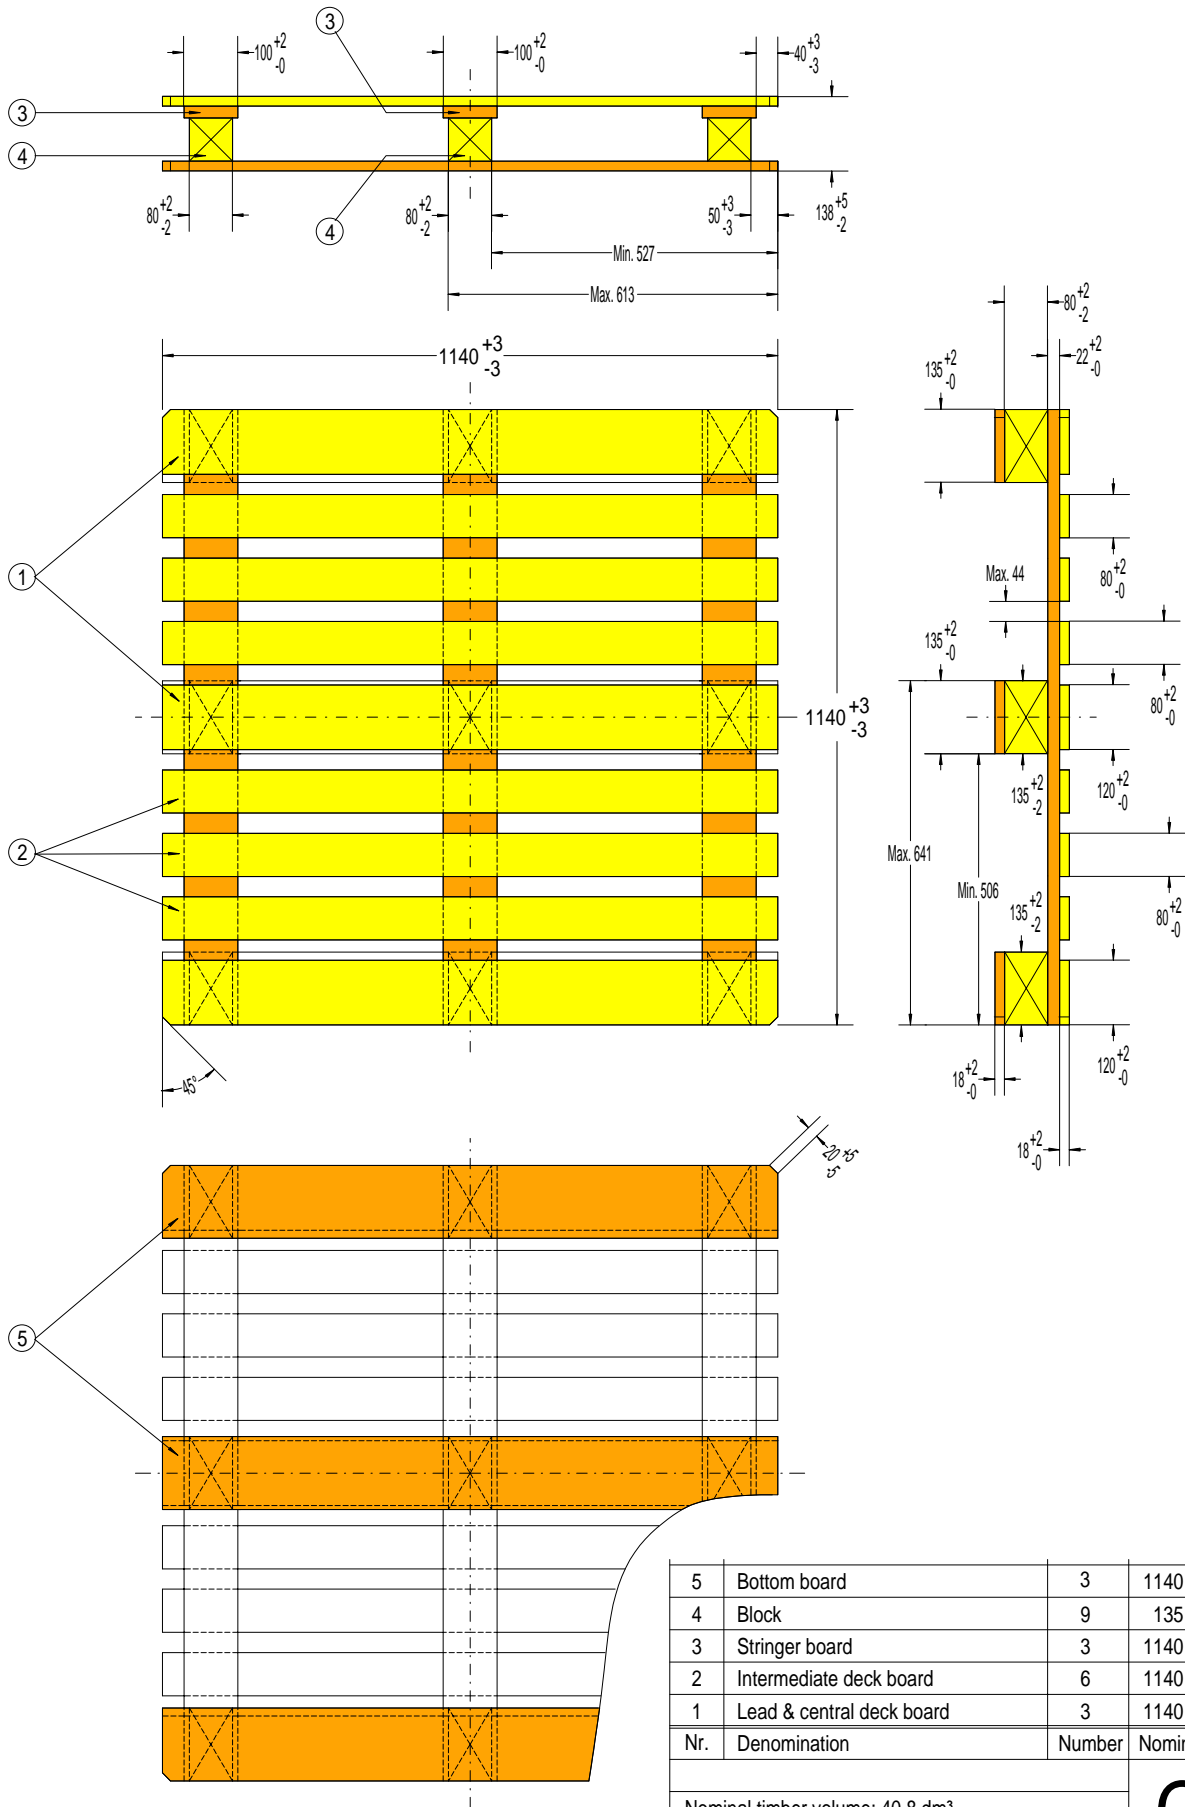 3
100 +2 -0
100 +2 -0
40 +3 -3
3
4
80 +2 -2
80 +2 -2
4
50 +3 -3
138 +5 -2
Min. 527
Max. 613
1140 +3 -3
80 +2 -2
22 +2 -0
135 +2 -0
1
Max. 44
80 +2 -0
135 +2 -0
80 +2 -0
1140 +3 -3
135 +2 -2
120 +2 -0
2
Max. 641
Min. 506
135 +2 -2
80 +2 -0
45°
18 +2 -0
120 +2 -0
18 +2 -0
20 +5 -5
5
5 Bottom board 3 1140
4 Block 9 135
3 Stringer board 3 1140
2 Intermediate deck board 6 1140
1 Lead & central deck board 3 1140
Nr. Denomination Number
Nominal timber volume: 40,8 dm³